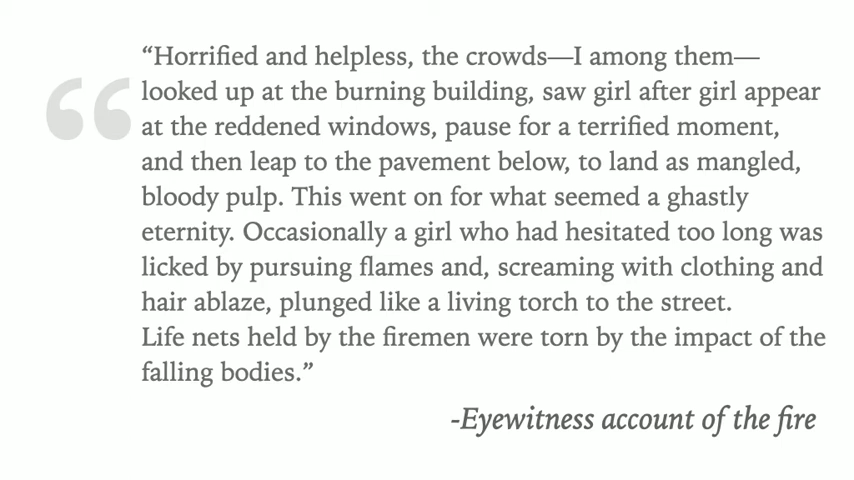 “Horrified and helpless, the crowds—I among them—
looked up at the burning building, saw girl after girl appear
at the reddened windows, pause for a terrified moment,
and then leap to the pavement below, to land as mangled,
bloody pulp. This went on for what seemed a ghastly
eternity. Occasionally a girl who had hesitated too long was
licked by pursuing flames and, screaming with clothing and
hair ablaze, plunged like a living torch to the street.
Life nets held by the firemen were torn by the impact of the
falling bodies.”
-Eyewitness account of the fire